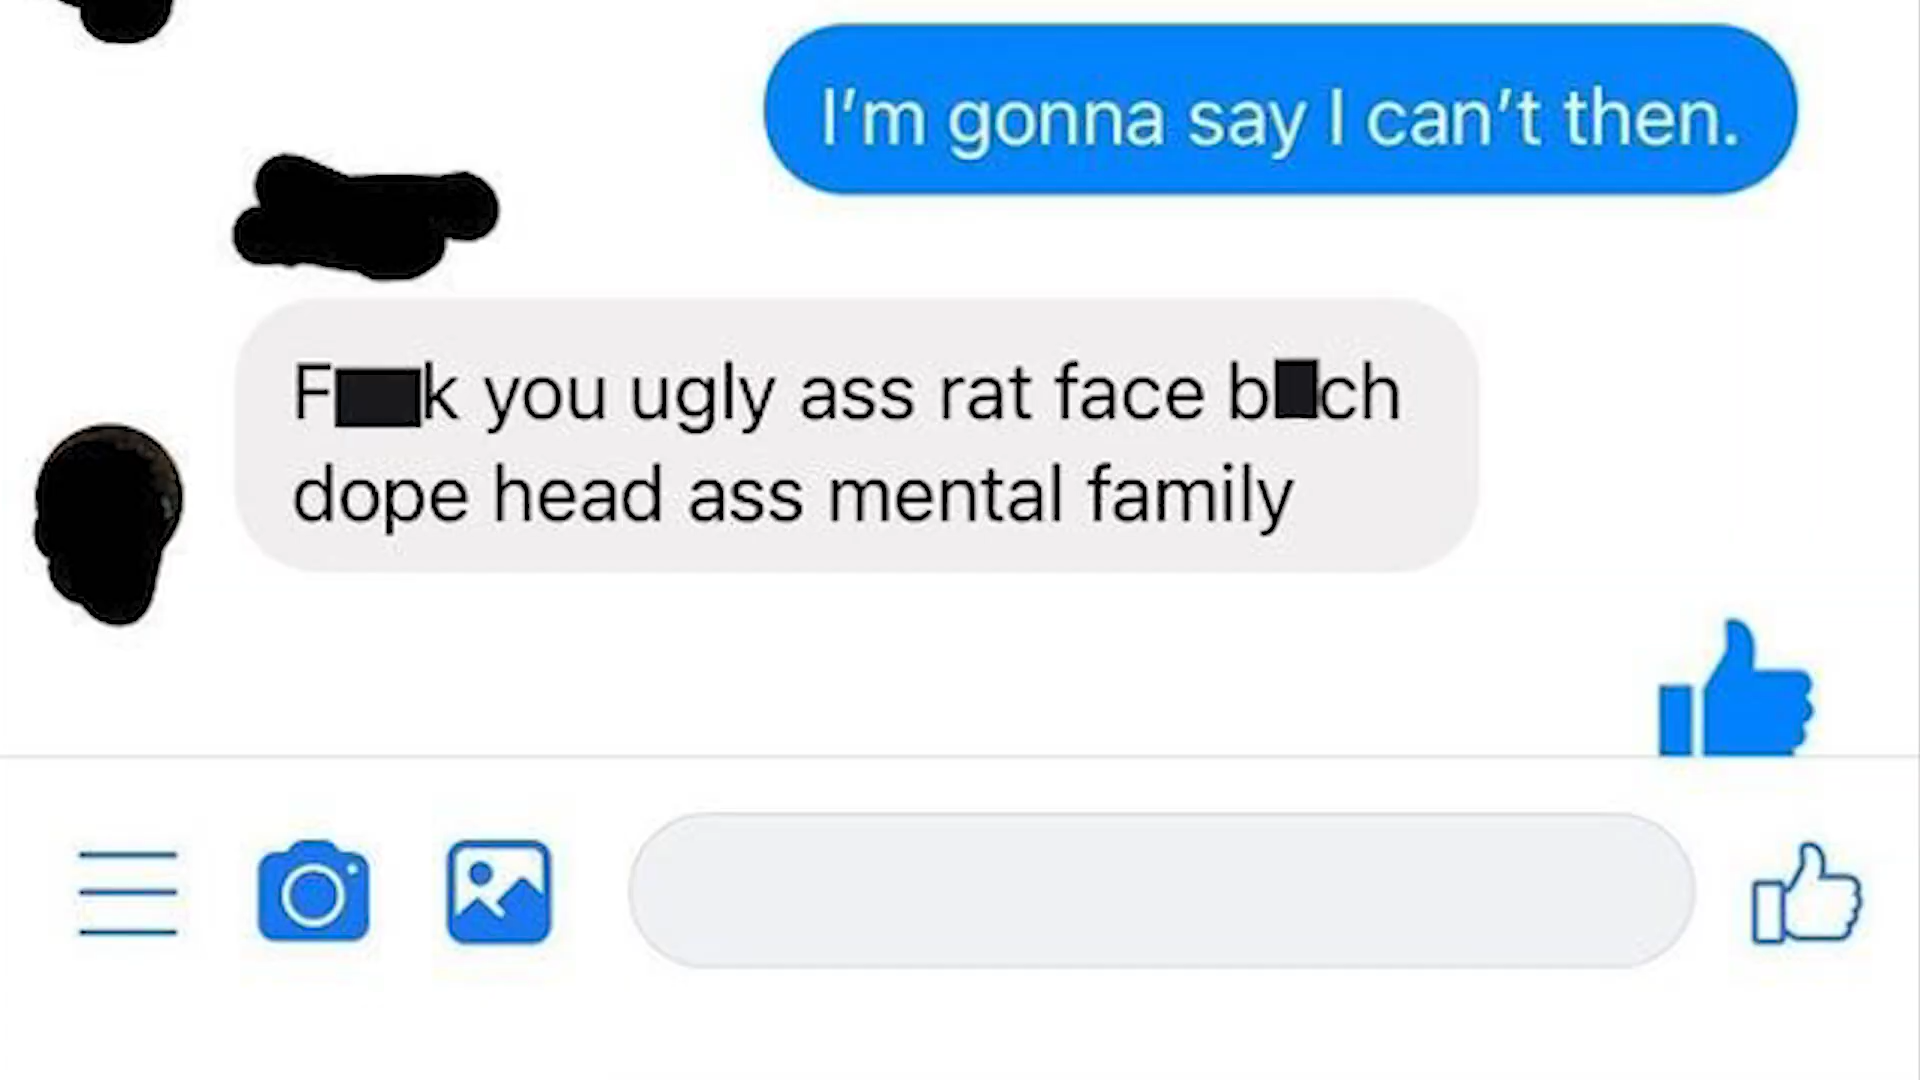 I'm gonna say I can't then.
F k you ugly ass rat face b ch
dope head ass mental family